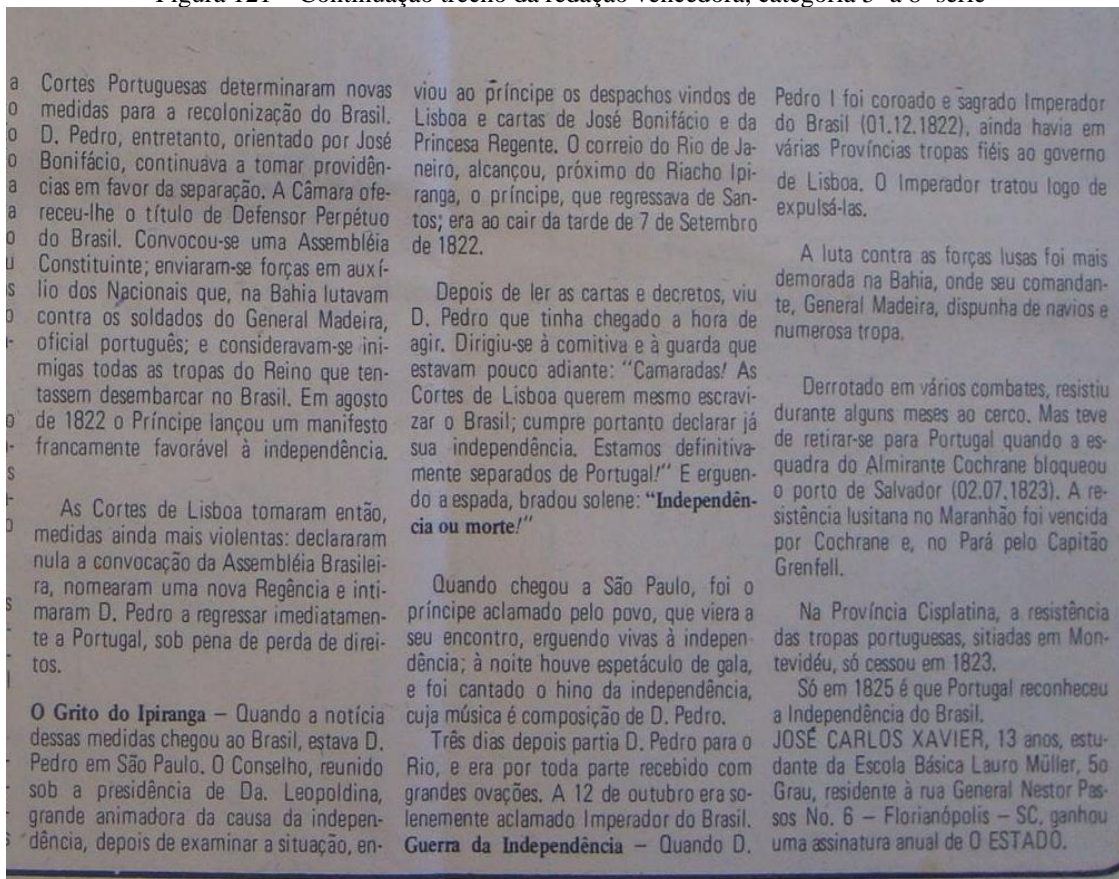 Figura 121 – Continuação trecho da redação vencedora, categoria 5ª a 8ª série
Cortes Portuguesas determinaram novas
medidas para a recolonização do Brasil.
D. Pedro, entretanto, orientado por José
Bonifácio, continuava a tomar providên-
cias em favor da separação. A Câmara ofe-
receu-lhe o título de Defensor Perpétuo
do Brasil. Convocou-se uma Assembléia
Constituinte; enviaram-se forças em auxí-
lio dos Nacionais que, na Bahia lutavam
contra os soldados do General Madeira,
oficial português; e consideravam-se ini-
migas todas as tropas do Reino que ten-
tassem desembarcar no Brasil. Em agosto
de 1822 o Príncipe lançou um manifesto
francamente favorável à independência.
As Cortes de Lisboa tomaram então,
medidas ainda mais violentas: declararam
nula a convocação da Assembléia Brasilei-
ra, nomearam uma nova Regência e inti-
maram D. Pedro a regressar imediatamen-
te a Portugal, sob pena de perda de direi-
tos.
O Grito do Ipiranga – Quando a notícia
dessas medidas chegou ao Brasil, estava D.
Pedro em São Paulo. O Conselho, reunido
sob a presidência de Da. Leopoldina,
grande animadora da causa da indepen-
dência, depois de examinar a situação, en-
viou ao príncipe os despachos vindos de
Lisboa e cartas de José Bonifácio e da
Princesa Regente. O correio do Rio de Ja-
neiro, alcançou, próximo do Riacho Ipi-
ranga, o príncipe, que regressava de San-
tos; era ao cair da tarde de 7 de Setembro
de 1822.
Depois de ler as cartas e decretos, viu
D. Pedro que tinha chegado a hora de
agir. Dirigiu-se à comitiva e à guarda que
estavam pouco adiante: "Camaradas! As
Cortes de Lisboa querem mesmo escravi-
zar o Brasil; cumpre portanto declarar já
sua independência. Estamos definitiva-
mente separados de Portugal!" E erguen-
do a espada, bradou solene: "Independên-
cia ou morte!"
Quando chegou a São Paulo, foi o
príncipe aclamado pelo povo, que viera a
seu encontro, erguendo vivas à indepen-
dência; à noite houve espetáculo de gala,
e foi cantado o hino da independência,
cuja música é composição de D. Pedro.
Três dias depois partia D. Pedro para o
Rio, e era por toda parte recebido com
grandes ovações. A 12 de outubro era so-
lenemente aclamado Imperador do Brasil.
Guerra da Independência – Quando D.
Pedro I foi coroado e sagrado Imperador
do Brasil (01.12.1822), ainda havia em
várias Províncias tropas fiéis ao governo
de Lisboa. O Imperador tratou logo de
expulsá-las.
A luta contra as forças lusas foi mais
demorada na Bahia, onde seu comandan-
te, General Madeira, dispunha de navios e
numerosa tropa.
Derrotado em vários combates, resistiu
durante alguns meses ao cerco. Mas teve
de retirar-se para Portugal quando a es-
quadra do Almirante Cochrane bloqueou
o porto de Salvador (02.07.1823). A re-
sistência lusitana no Maranhão foi vencida
por Cochrane e, no Pará pelo Capitão
Grenfell.
Na Província Cisplatina, a resistência
das tropas portuguesas, sitiadas em Mon-
tevidéu, só cessou em 1823.
Só em 1825 é que Portugal reconheceu
a Independência do Brasil.
JOSÉ CARLOS XAVIER, 13 anos, estu-
dante da Escola Básica Lauro Müller, 5o
Grau, residente à rua General Nestor Pas-
sos No. 6 – Florianópolis – SC, ganhou
uma assinatura anual de O ESTADO.